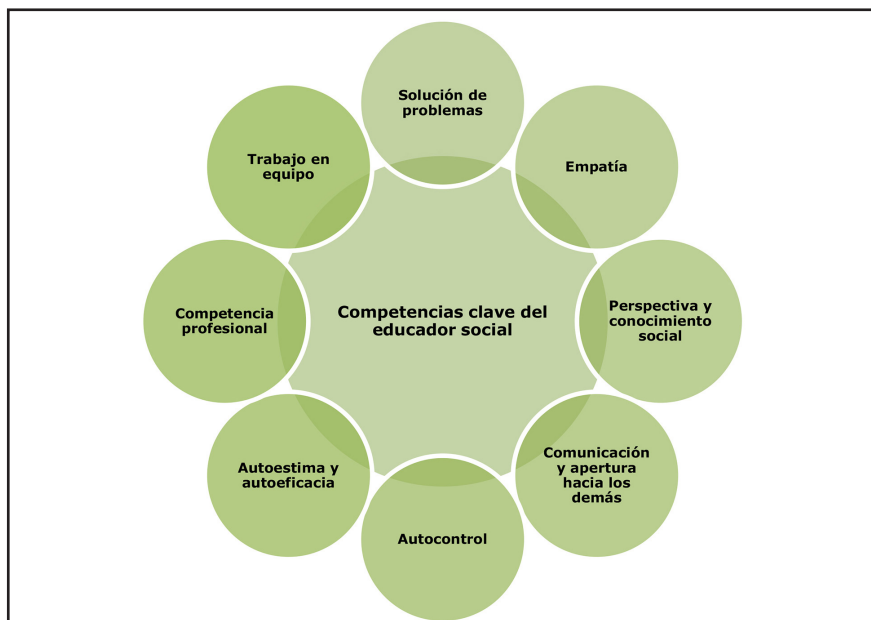 Solución de
problemas
Empatía
Perspectiva y
conocimiento
social
Comunicación
y apertura
hacia los
demás
Autocontrol
Autoestima y
autoeficacia
Competencia
profesional
Trabajo en
equipo
Competencias clave del
educador social